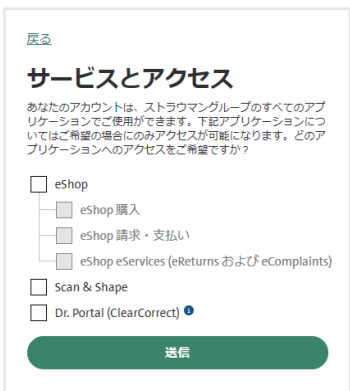 戻る
サービスとアクセス
あなたのアカウントは、ストラウマングループのすべてのアプ
リケーションでご使用ができます。下記アプリケーションにつ
いてはご希望の場合にのみアクセスが可能になります。どのア
プリケーションへのアクセスをご希望ですか？
eShop
eShop 購入
eShop 請求・支払い
eshop eServices (eReturns および eComplaints)
Scan & Shape
Dr. Portal (ClearCorrect)
送信